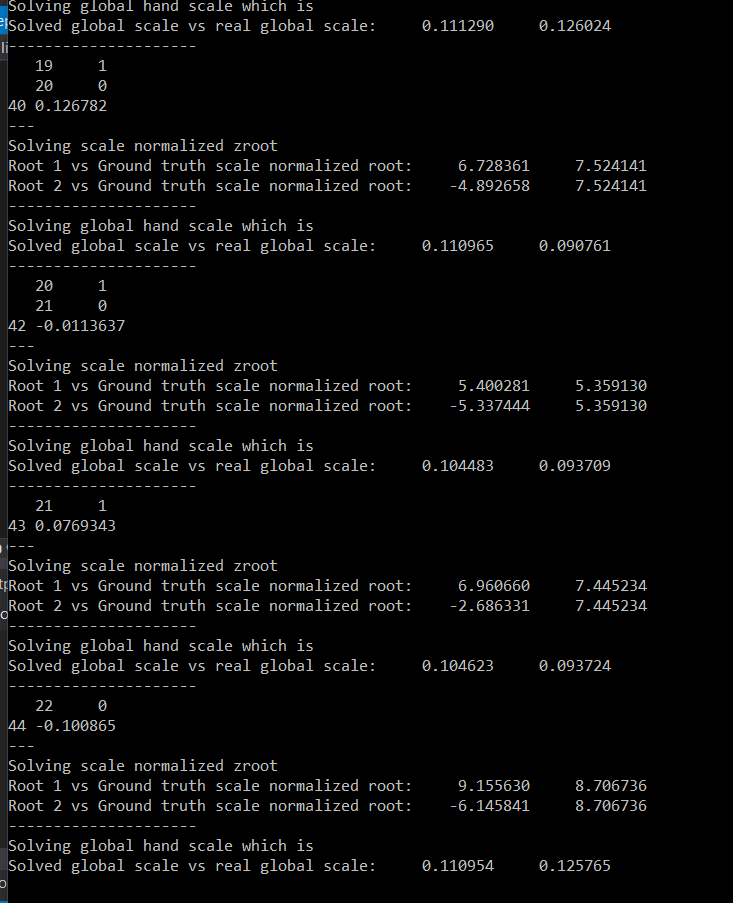 Solving global hand scale which is
Solved global scale vs real global scale: 0.111290 0.126024
---------------------
19 1
20 0
40 0.126782
---
Solving scale normalized zroot
Root 1 vs Ground truth scale normalized root: 6.728361 7.524141
Root 2 vs Ground truth scale normalized root: -4.892658 7.524141
---------------------
Solving global hand scale which is
Solved global scale vs real global scale: 0.110965 0.090761
---------------------
20 1
21 0
42 -0.0113637
---
Solving scale normalized zroot
Root 1 vs Ground truth scale normalized root: 5.400281 5.359130
Root 2 vs Ground truth scale normalized root: -5.337444 5.359130
---------------------
Solving global hand scale which is
Solved global scale vs real global scale: 0.104483 0.093709
---------------------
21 1
43 0.0769343
---
Solving scale normalized zroot
Root 1 vs Ground truth scale normalized root: 6.960660 7.445234
Root 2 vs Ground truth scale normalized root: -2.686331 7.445234
---------------------
Solving global hand scale which is
Solved global scale vs real global scale: 0.104623 0.093724
---------------------
22 0
44 -0.100865
---
Solving scale normalized zroot
Root 1 vs Ground truth scale normalized root: 9.155630 8.706736
Root 2 vs Ground truth scale normalized root: -6.145841 8.706736
---------------------
Solving global hand scale which is
Solved global scale vs real global scale: 0.110954 0.125765